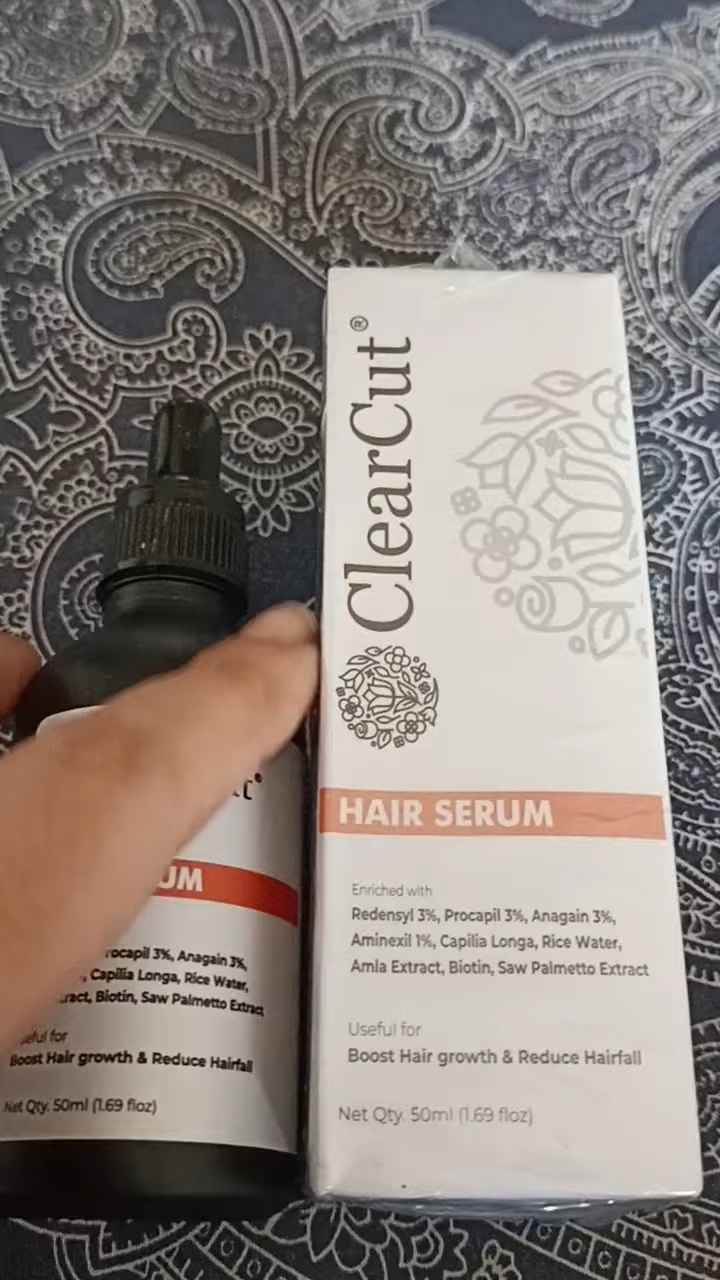 ClearCut®
HAIR SERUM
Enriched with
Redensyl 3%, Procapil 3%, Anagain 3%,
Aminexil 1%, Capilia Longa, Rice Water,
Amla Extract, Biotin, Saw Palmetto Extract
Useful for
Boost Hair growth & Reduce Hairfall
Net Qty. 50ml (1.69 floz)
UM
rocapil 3%, Anagain 3%,
, Capilia Longa, Rice Water,
ract, Biotin, Saw Palmetto Extract
eful for
Boost Hair growth & Reduce Hairfall
Net Qty. 50ml (1.69 floz)